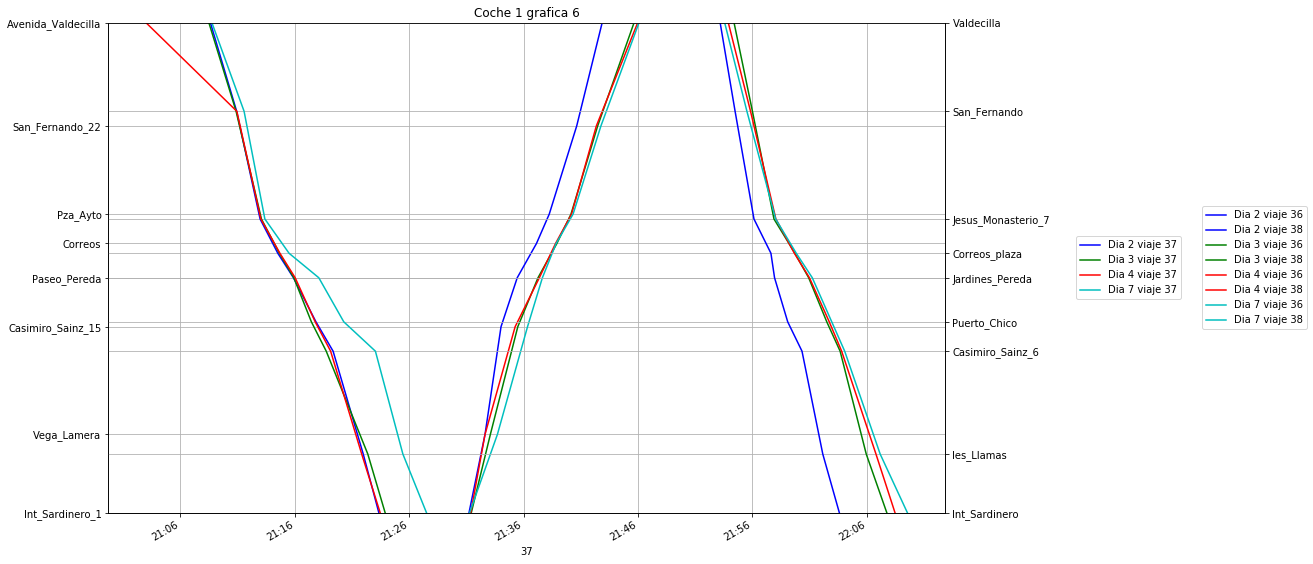 Coche 1 grafica 6
Avenida_Valdecilla
San_Fernando_22
Pza_Ayto
Correos
Paseo_Pereda
Casimiro_Sainz_15
Vega_Lamera
Int_Sardinero_1
Valdecilla
San_Fernando
Jesus_Monasterio_7
Correos_plaza
Jardines_Pereda
Puerto_Chico
Casimiro_Sainz_6
Ies_Llamas
Int_Sardinero
21:06
21:16
21:26
21:36
21:46
21:56
22:06
37
Dia 2 viaje 37
Dia 3 viaje 37
Dia 4 viaje 37
Dia 7 viaje 37
Dia 2 viaje 36
Dia 2 viaje 38
Dia 3 viaje 36
Dia 3 viaje 38
Dia 4 viaje 36
Dia 4 viaje 38
Dia 7 viaje 36
Dia 7 viaje 38